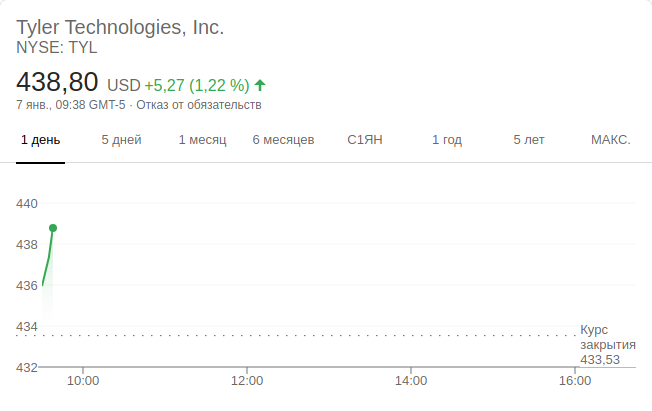 Tyler Technologies, Inc.
NYSE: TYL
438,80 USD +5,27 (1,22 %)
7 янв., 09:38 GMT-5 · Отказ от обязательств
1 день 5 дней 1 месяц 6 месяцев С1ЯН 1 год 5 лет МАКС.
440
438
436
434
Курс
закрытия
433,53
432
10:00 12:00 14:00 16:00